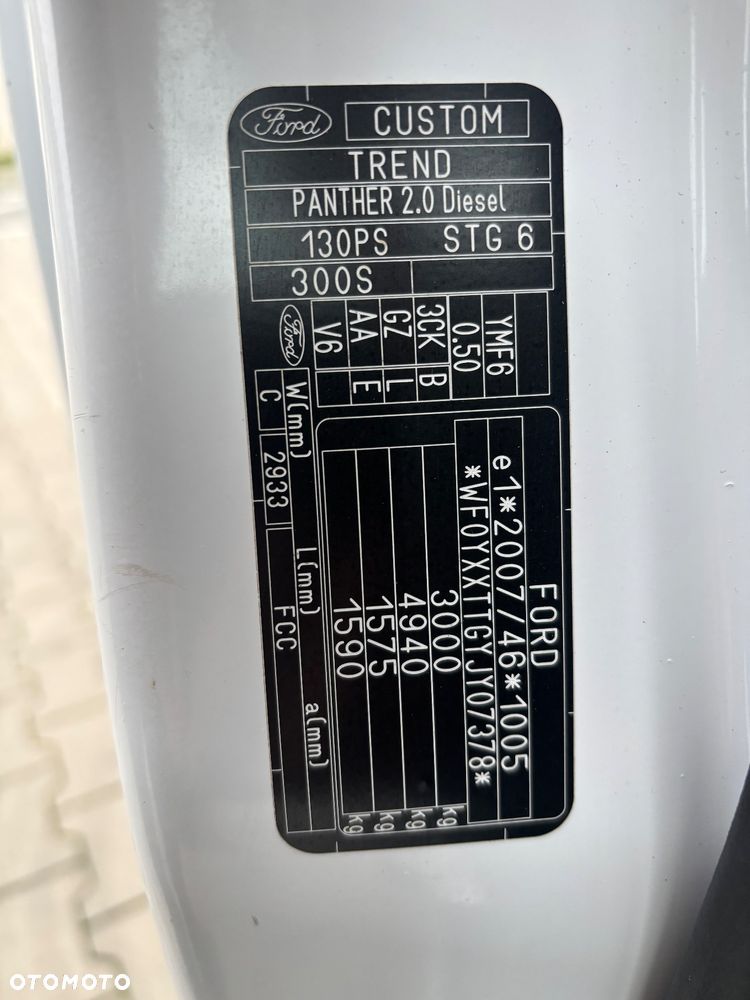 Ford CUSTOM
TREND
PANTHER 2.0 Diesel
130PS STG 6
300S
YMF6
0.50
3CK B
GZ L
AA E
V6
Ford
FORD
e1*2007/46*1005
*WF0YXXTTGYJY07378*
3000 kg
4940 kg
1575 kg
1590 kg
W(mm) L(mm) a(mm)
C 2933 FCC
OTOMOTO